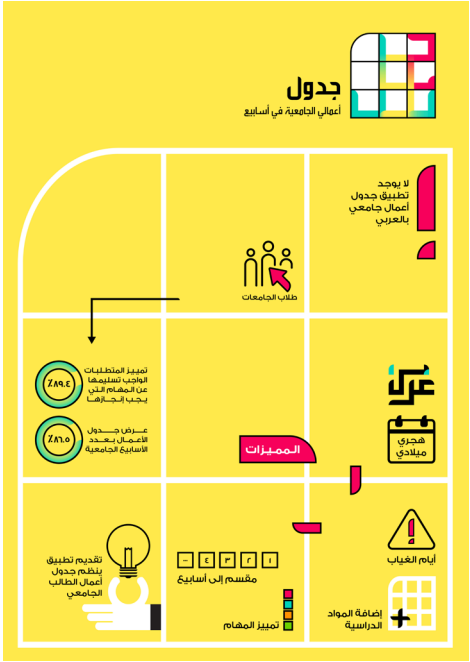 جدول
أعمالي الجامعية في أسابيع
لا يوجد
تطبيق جدول
أعمال جامعي
بالعربي
طلاب الجامعات
تمييز المتطلبات
الواجب تسليمها
عن المهام التي
يجب إنجازها
٨٩.٤٪
عرض جدول
الأعمال بعدد
الأسابيع الجامعية
٨٦.٥٪
عربي
هجري
ميلادي
المميزات
أيام الغياب
١ ٢ ٣ ٤ -
مقسم إلى أسابيع
تقديم تطبيق
ينظم جدول
أعمال الطالب
الجامعي
إضافة المواد
الدراسية
تمييز المهام